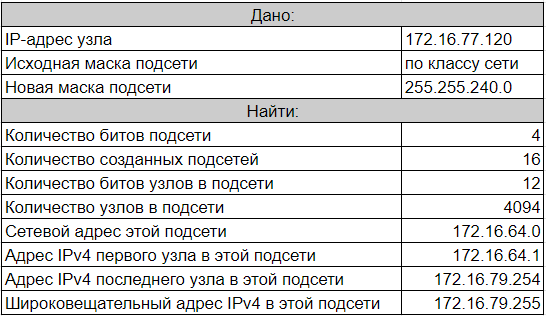 Дано:
IP-адрес узла 172.16.77.120
Исходная маска подсети по классу сети
Новая маска подсети 255.255.240.0
Найти:
Количество битов подсети 4
Количество созданных подсетей 16
Количество битов узлов в подсети 12
Количество узлов в подсети 4094
Сетевой адрес этой подсети 172.16.64.0
Адрес IPv4 первого узла в этой подсети 172.16.64.1
Адрес IPv4 последнего узла в этой подсети 172.16.79.254
Широковещательный адрес IPv4 в этой подсети 172.16.79.255